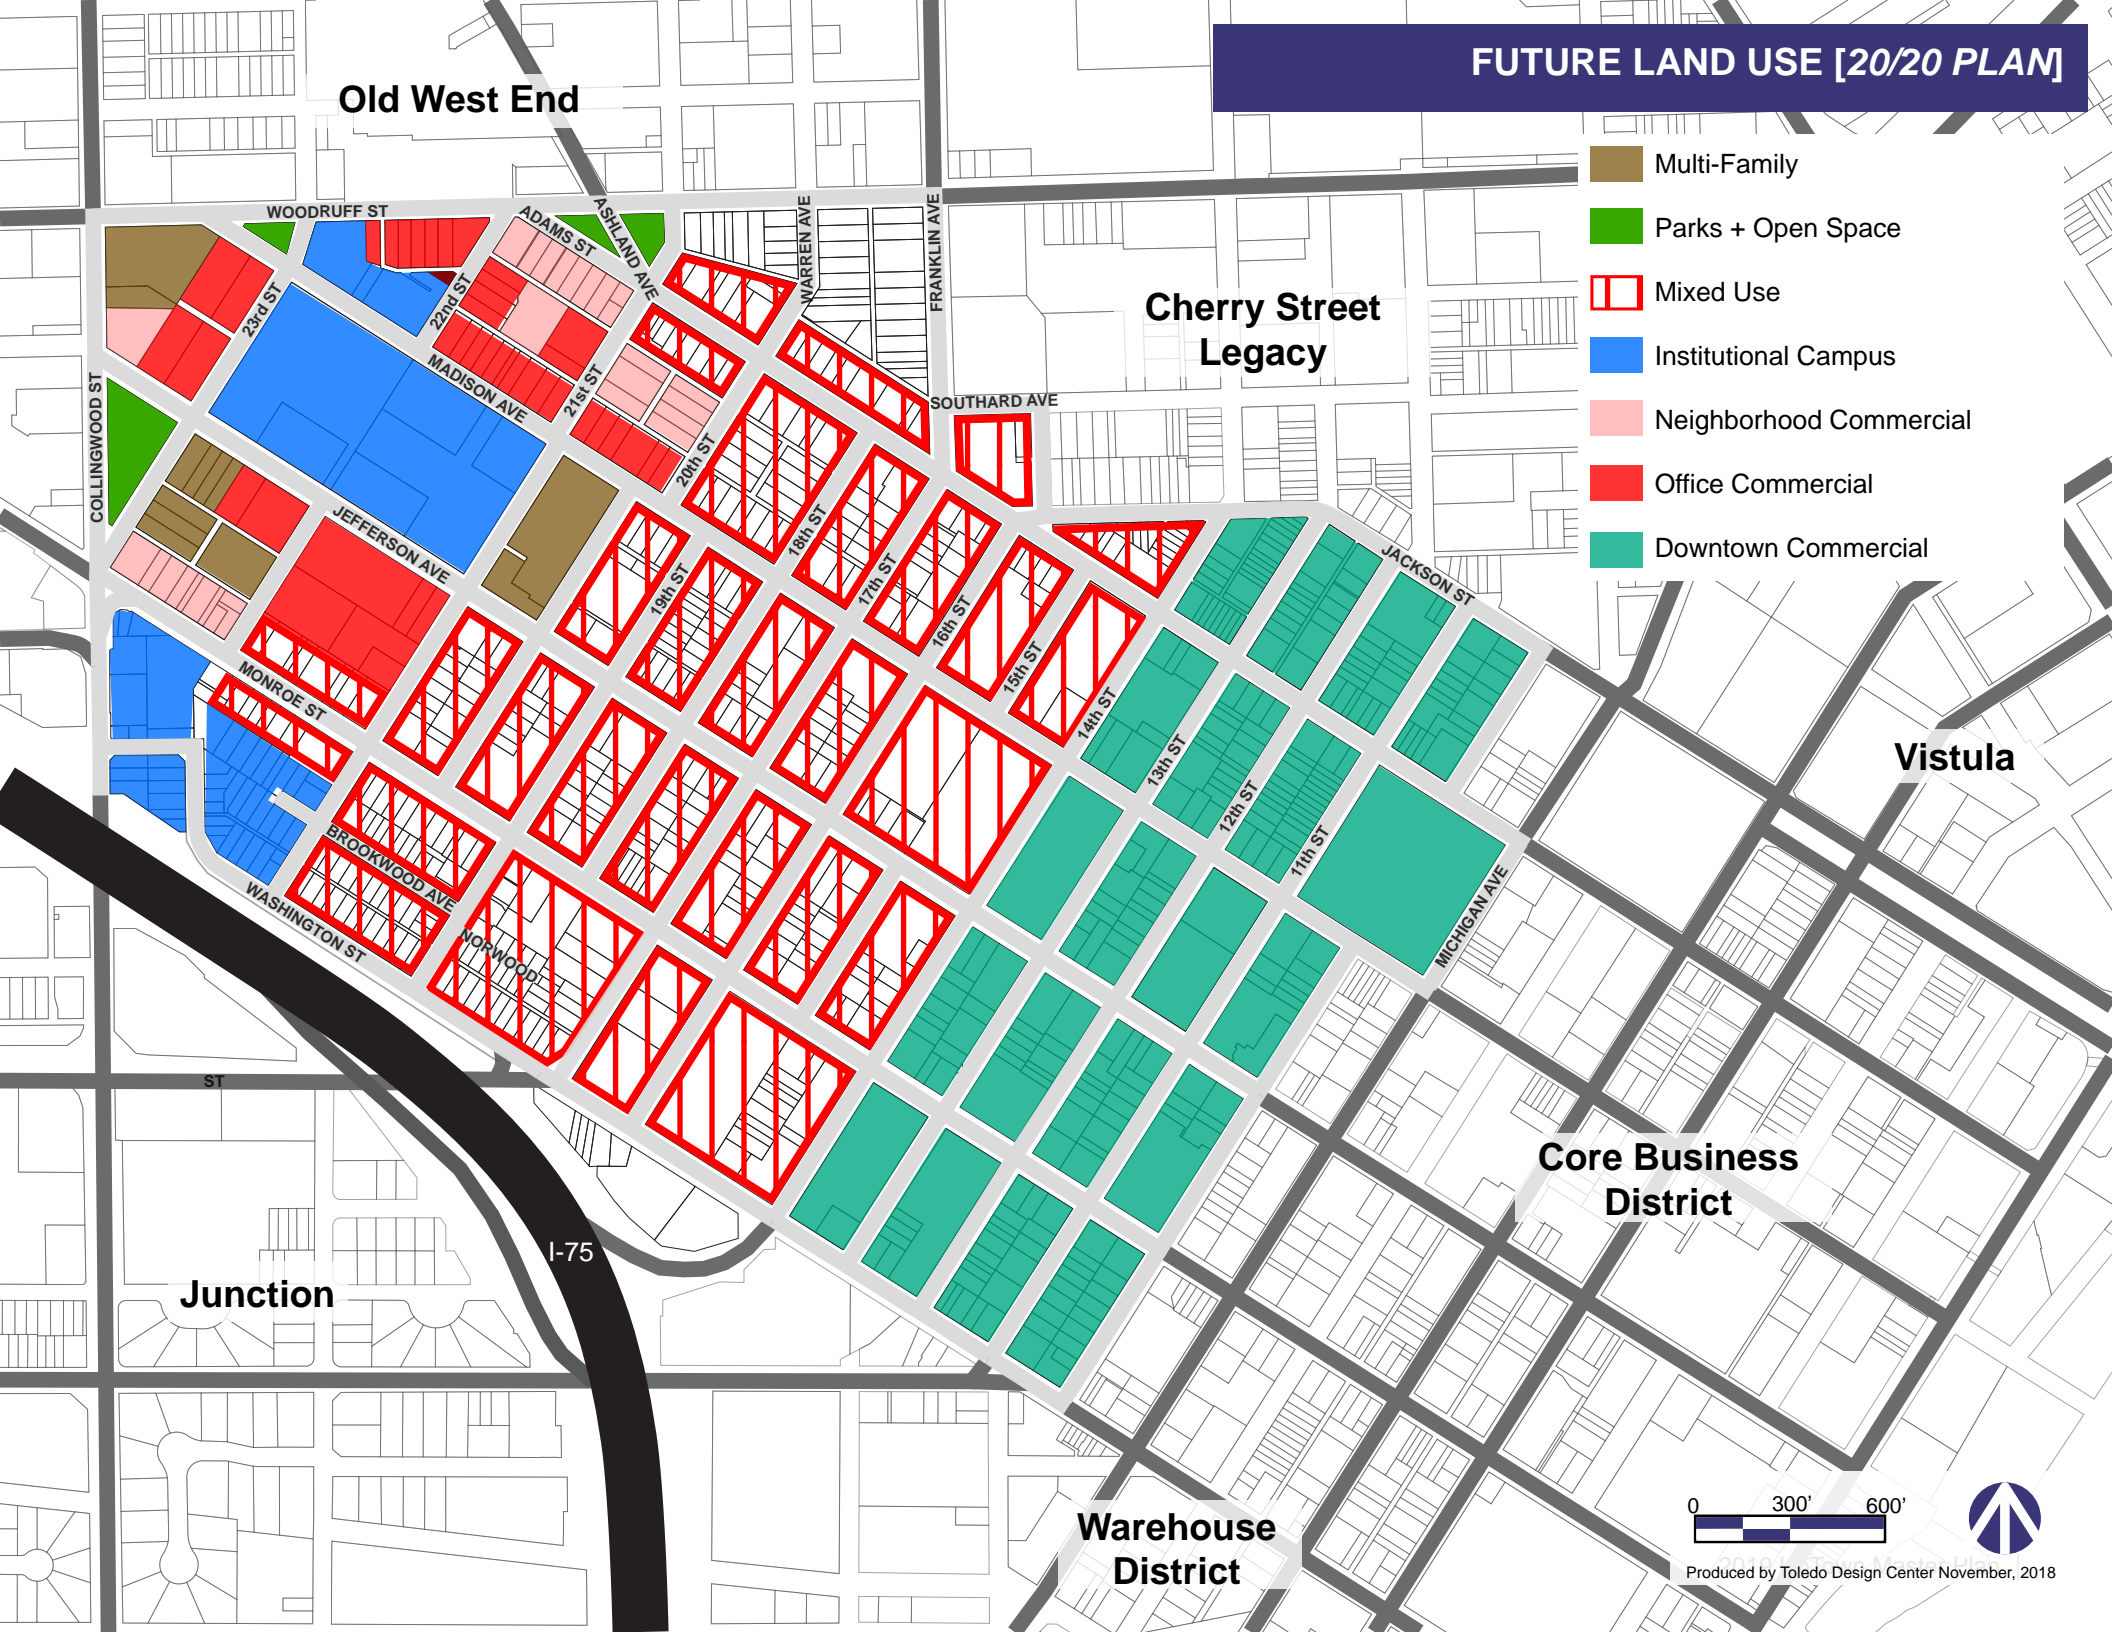 FUTURE LAND USE [20/20 PLAN]
Multi-Family
Parks + Open Space
Mixed Use
Institutional Campus
Neighborhood Commercial
Office Commercial
Downtown Commercial
Old West End
Cherry Street
Legacy
Vistula
Core Business
District
Warehouse
District
Junction
I-75
WOODRUFF ST
ADAMS ST
ASHLAND AVE
WARREN AVE
FRANKLIN AVE
SOUTHARD AVE
JACKSON ST
COLLINGWOOD ST
23rd ST
22nd ST
21st ST
20th ST
19th ST
18th ST
17th ST
16th ST
15th ST
14th ST
13th ST
12th ST
11th ST
MICHIGAN AVE
MADISON AVE
JEFFERSON AVE
MONROE ST
BROOKWOOD AVE
WASHINGTON ST
NORWOOD
ST
0 300' 600'
Produced by Toledo Design Center November, 2018